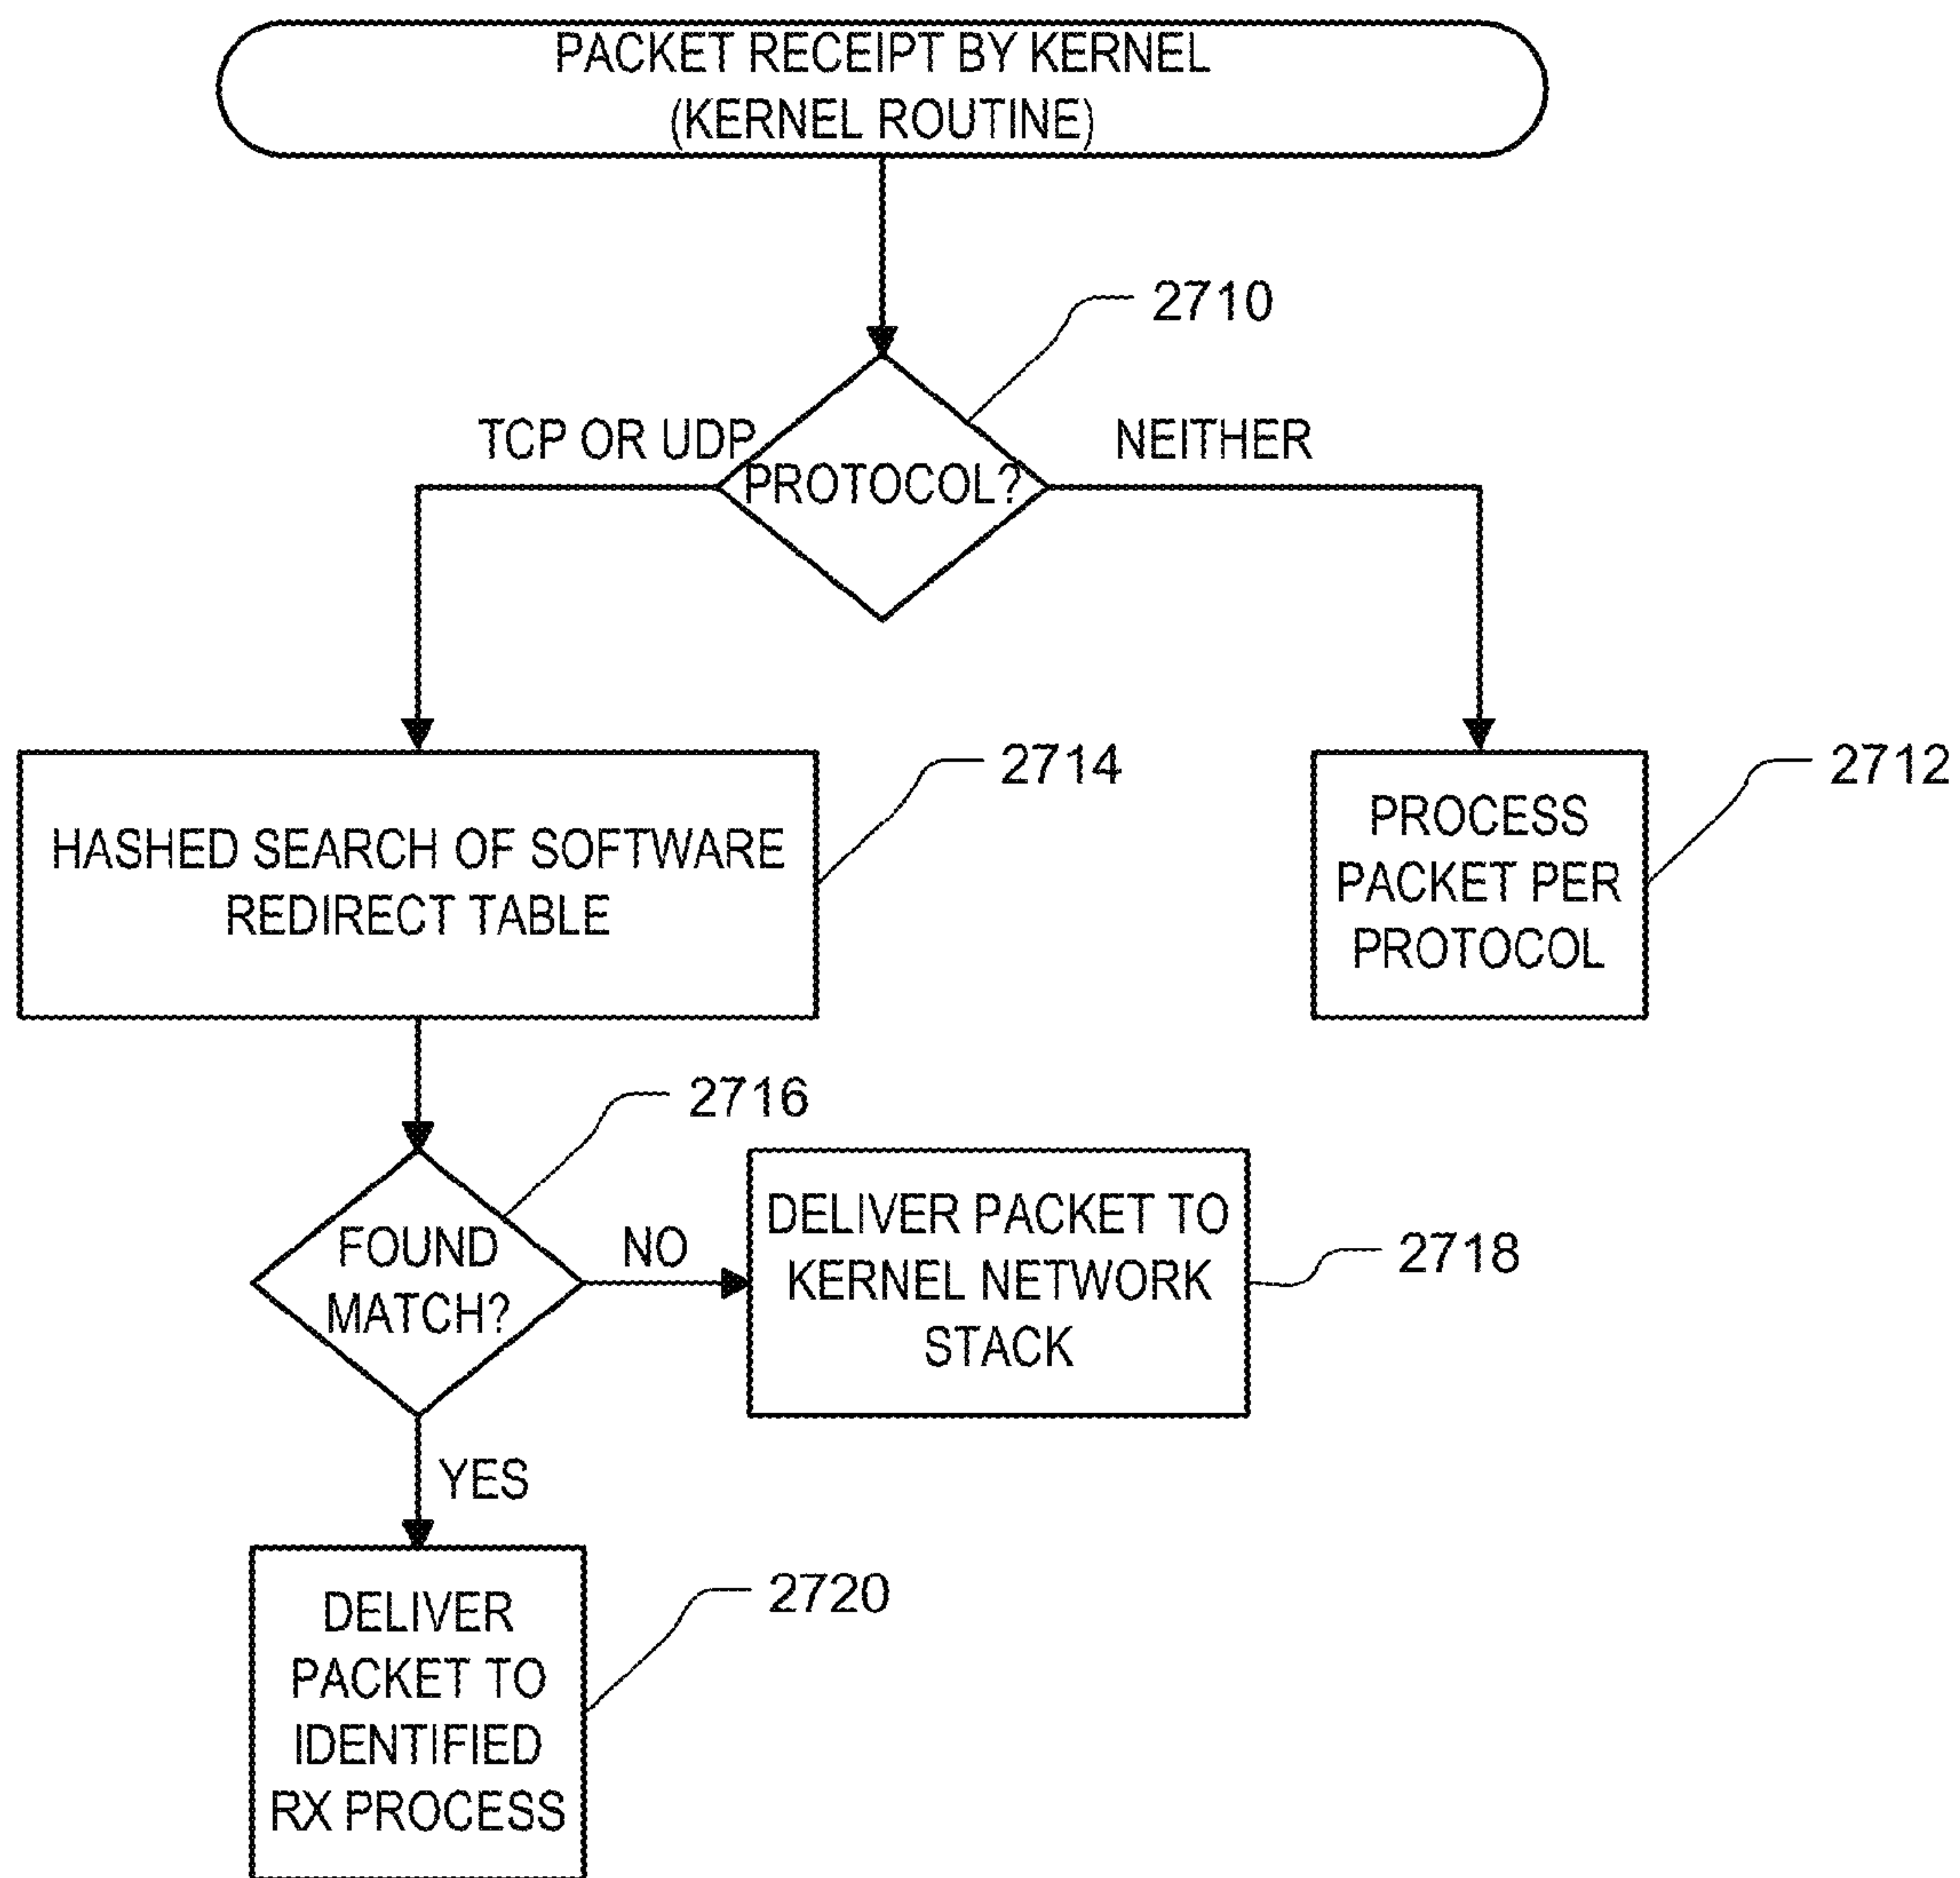 PACKET RECEIPT BY KERNEL
(KERNEL ROUTINE)
2710
TCP OR UDP
NEITHER
PROTOCOL?
2714
2712
HASHED SEARCH OF SOFTWARE
REDIRECT TABLE
PROCESS
PACKET PER
PROTOCOL
2716
FOUND
MATCH?
NO
DELIVER PACKET TO
KERNEL NETWORK
STACK
2718
YES
2720
DELIVER
PACKET TO
IDENTIFIED
RX PROCESS